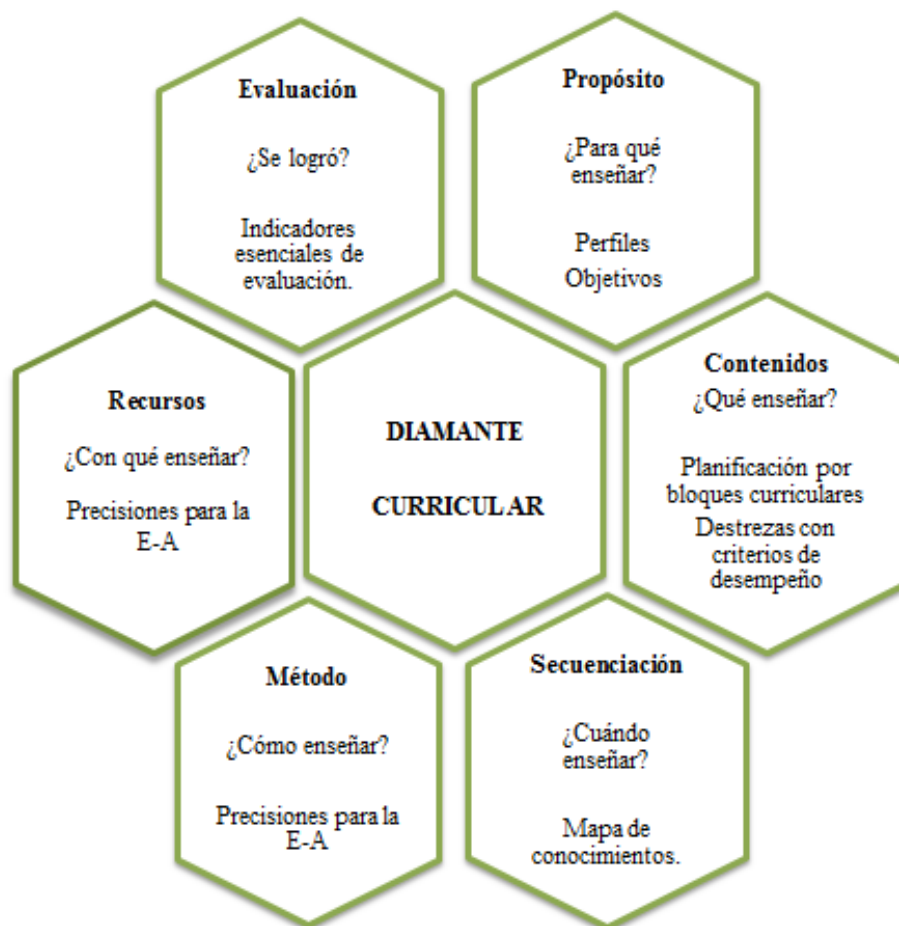 Evaluación
¿Se logró?
Indicadores
esenciales de
evaluación.
Propósito
¿Para qué
enseñar?
Perfiles
Objetivos
Recursos
¿Con qué enseñar?
Precisiones para la
E-A
DIAMANTE
CURRICULAR
Contenidos
¿Qué enseñar?
Planificación por
bloques curriculares
Destrezas con
criterios de
desempeño
Método
¿Cómo enseñar?
Precisiones para la
E-A
Secuenciación
¿Cuándo
enseñar?
Mapa de
conocimientos.